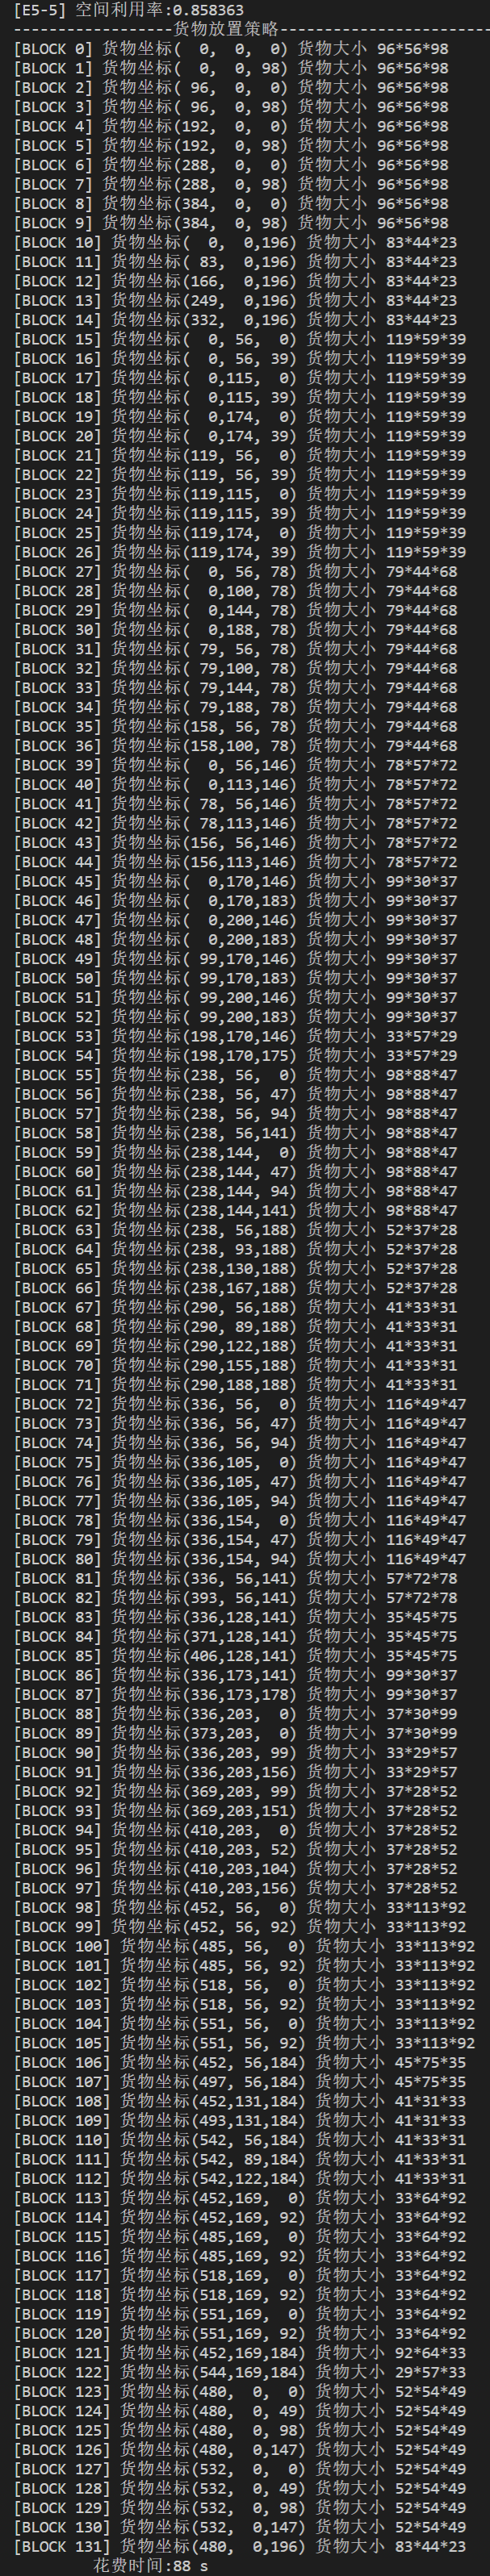 [E5-5] 空间利用率:0.858363
-----------------货物放置策略-----------------------
[BLOCK 0] 货物坐标(  0,  0,  0) 货物大小 96*56*98
[BLOCK 1] 货物坐标(  0,  0, 98) 货物大小 96*56*98
[BLOCK 2] 货物坐标( 96,  0,  0) 货物大小 96*56*98
[BLOCK 3] 货物坐标( 96,  0, 98) 货物大小 96*56*98
[BLOCK 4] 货物坐标(192,  0,  0) 货物大小 96*56*98
[BLOCK 5] 货物坐标(192,  0, 98) 货物大小 96*56*98
[BLOCK 6] 货物坐标(288,  0,  0) 货物大小 96*56*98
[BLOCK 7] 货物坐标(288,  0, 98) 货物大小 96*56*98
[BLOCK 8] 货物坐标(384,  0,  0) 货物大小 96*56*98
[BLOCK 9] 货物坐标(384,  0, 98) 货物大小 96*56*98
[BLOCK 10] 货物坐标(  0,  0,196) 货物大小 83*44*23
[BLOCK 11] 货物坐标( 83,  0,196) 货物大小 83*44*23
[BLOCK 12] 货物坐标(166,  0,196) 货物大小 83*44*23
[BLOCK 13] 货物坐标(249,  0,196) 货物大小 83*44*23
[BLOCK 14] 货物坐标(332,  0,196) 货物大小 83*44*23
[BLOCK 15] 货物坐标(  0, 56,  0) 货物大小 119*59*39
[BLOCK 16] 货物坐标(  0, 56, 39) 货物大小 119*59*39
[BLOCK 17] 货物坐标(  0,115,  0) 货物大小 119*59*39
[BLOCK 18] 货物坐标(  0,115, 39) 货物大小 119*59*39
[BLOCK 19] 货物坐标(  0,174,  0) 货物大小 119*59*39
[BLOCK 20] 货物坐标(  0,174, 39) 货物大小 119*59*39
[BLOCK 21] 货物坐标(119, 56,  0) 货物大小 119*59*39
[BLOCK 22] 货物坐标(119, 56, 39) 货物大小 119*59*39
[BLOCK 23] 货物坐标(119,115,  0) 货物大小 119*59*39
[BLOCK 24] 货物坐标(119,115, 39) 货物大小 119*59*39
[BLOCK 25] 货物坐标(119,174,  0) 货物大小 119*59*39
[BLOCK 26] 货物坐标(119,174, 39) 货物大小 119*59*39
[BLOCK 27] 货物坐标(  0, 56, 78) 货物大小 79*44*68
[BLOCK 28] 货物坐标(  0,100, 78) 货物大小 79*44*68
[BLOCK 29] 货物坐标(  0,144, 78) 货物大小 79*44*68
[BLOCK 30] 货物坐标(  0,188, 78) 货物大小 79*44*68
[BLOCK 31] 货物坐标( 79, 56, 78) 货物大小 79*44*68
[BLOCK 32] 货物坐标( 79,100, 78) 货物大小 79*44*68
[BLOCK 33] 货物坐标( 79,144, 78) 货物大小 79*44*68
[BLOCK 34] 货物坐标( 79,188, 78) 货物大小 79*44*68
[BLOCK 35] 货物坐标(158, 56, 78) 货物大小 79*44*68
[BLOCK 36] 货物坐标(158,100, 78) 货物大小 79*44*68
[BLOCK 39] 货物坐标(  0, 56,146) 货物大小 78*57*72
[BLOCK 40] 货物坐标(  0,113,146) 货物大小 78*57*72
[BLOCK 41] 货物坐标( 78, 56,146) 货物大小 78*57*72
[BLOCK 42] 货物坐标( 78,113,146) 货物大小 78*57*72
[BLOCK 43] 货物坐标(156, 56,146) 货物大小 78*57*72
[BLOCK 44] 货物坐标(156,113,146) 货物大小 78*57*72
[BLOCK 45] 货物坐标(  0,170,146) 货物大小 99*30*37
[BLOCK 46] 货物坐标(  0,170,183) 货物大小 99*30*37
[BLOCK 47] 货物坐标(  0,200,146) 货物大小 99*30*37
[BLOCK 48] 货物坐标(  0,200,183) 货物大小 99*30*37
[BLOCK 49] 货物坐标( 99,170,146) 货物大小 99*30*37
[BLOCK 50] 货物坐标( 99,170,183) 货物大小 99*30*37
[BLOCK 51] 货物坐标( 99,200,146) 货物大小 99*30*37
[BLOCK 52] 货物坐标( 99,200,183) 货物大小 99*30*37
[BLOCK 53] 货物坐标(198,170,146) 货物大小 33*57*29
[BLOCK 54] 货物坐标(198,170,175) 货物大小 33*57*29
[BLOCK 55] 货物坐标(238, 56,  0) 货物大小 98*88*47
[BLOCK 56] 货物坐标(238, 56, 47) 货物大小 98*88*47
[BLOCK 57] 货物坐标(238, 56, 94) 货物大小 98*88*47
[BLOCK 58] 货物坐标(238, 56,141) 货物大小 98*88*47
[BLOCK 59] 货物坐标(238,144,  0) 货物大小 98*88*47
[BLOCK 60] 货物坐标(238,144, 47) 货物大小 98*88*47
[BLOCK 61] 货物坐标(238,144, 94) 货物大小 98*88*47
[BLOCK 62] 货物坐标(238,144,141) 货物大小 98*88*47
[BLOCK 63] 货物坐标(238, 56,188) 货物大小 52*37*28
[BLOCK 64] 货物坐标(238, 93,188) 货物大小 52*37*28
[BLOCK 65] 货物坐标(238,130,188) 货物大小 52*37*28
[BLOCK 66] 货物坐标(238,167,188) 货物大小 52*37*28
[BLOCK 67] 货物坐标(290, 56,188) 货物大小 41*33*31
[BLOCK 68] 货物坐标(290, 89,188) 货物大小 41*33*31
[BLOCK 69] 货物坐标(290,122,188) 货物大小 41*33*31
[BLOCK 70] 货物坐标(290,155,188) 货物大小 41*33*31
[BLOCK 71] 货物坐标(290,188,188) 货物大小 41*33*31
[BLOCK 72] 货物坐标(336, 56,  0) 货物大小 116*49*47
[BLOCK 73] 货物坐标(336, 56, 47) 货物大小 116*49*47
[BLOCK 74] 货物坐标(336, 56, 94) 货物大小 116*49*47
[BLOCK 75] 货物坐标(336,105,  0) 货物大小 116*49*47
[BLOCK 76] 货物坐标(336,105, 47) 货物大小 116*49*47
[BLOCK 77] 货物坐标(336,105, 94) 货物大小 116*49*47
[BLOCK 78] 货物坐标(336,154,  0) 货物大小 116*49*47
[BLOCK 79] 货物坐标(336,154, 47) 货物大小 116*49*47
[BLOCK 80] 货物坐标(336,154, 94) 货物大小 116*49*47
[BLOCK 81] 货物坐标(336, 56,141) 货物大小 57*72*78
[BLOCK 82] 货物坐标(393, 56,141) 货物大小 57*72*78
[BLOCK 83] 货物坐标(336,128,141) 货物大小 35*45*75
[BLOCK 84] 货物坐标(371,128,141) 货物大小 35*45*75
[BLOCK 85] 货物坐标(406,128,141) 货物大小 35*45*75
[BLOCK 86] 货物坐标(336,173,141) 货物大小 99*30*37
[BLOCK 87] 货物坐标(336,173,178) 货物大小 99*30*37
[BLOCK 88] 货物坐标(336,203,  0) 货物大小 37*30*99
[BLOCK 89] 货物坐标(373,203,  0) 货物大小 37*30*99
[BLOCK 90] 货物坐标(336,203, 99) 货物大小 33*29*57
[BLOCK 91] 货物坐标(336,203,156) 货物大小 33*29*57
[BLOCK 92] 货物坐标(369,203, 99) 货物大小 37*28*52
[BLOCK 93] 货物坐标(369,203,151) 货物大小 37*28*52
[BLOCK 94] 货物坐标(410,203,  0) 货物大小 37*28*52
[BLOCK 95] 货物坐标(410,203, 52) 货物大小 37*28*52
[BLOCK 96] 货物坐标(410,203,104) 货物大小 37*28*52
[BLOCK 97] 货物坐标(410,203,156) 货物大小 37*28*52
[BLOCK 98] 货物坐标(452, 56,  0) 货物大小 33*113*92
[BLOCK 99] 货物坐标(452, 56, 92) 货物大小 33*113*92
[BLOCK 100] 货物坐标(485, 56,  0) 货物大小 33*113*92
[BLOCK 101] 货物坐标(485, 56, 92) 货物大小 33*113*92
[BLOCK 102] 货物坐标(518, 56,  0) 货物大小 33*113*92
[BLOCK 103] 货物坐标(518, 56, 92) 货物大小 33*113*92
[BLOCK 104] 货物坐标(551, 56,  0) 货物大小 33*113*92
[BLOCK 105] 货物坐标(551, 56, 92) 货物大小 33*113*92
[BLOCK 106] 货物坐标(452, 56,184) 货物大小 45*75*35
[BLOCK 107] 货物坐标(497, 56,184) 货物大小 45*75*35
[BLOCK 108] 货物坐标(452,131,184) 货物大小 41*31*33
[BLOCK 109] 货物坐标(493,131,184) 货物大小 41*31*33
[BLOCK 110] 货物坐标(542, 56,184) 货物大小 41*33*31
[BLOCK 111] 货物坐标(542, 89,184) 货物大小 41*33*31
[BLOCK 112] 货物坐标(542,122,184) 货物大小 41*33*31
[BLOCK 113] 货物坐标(452,169,  0) 货物大小 33*64*92
[BLOCK 114] 货物坐标(452,169, 92) 货物大小 33*64*92
[BLOCK 115] 货物坐标(485,169,  0) 货物大小 33*64*92
[BLOCK 116] 货物坐标(485,169, 92) 货物大小 33*64*92
[BLOCK 117] 货物坐标(518,169,  0) 货物大小 33*64*92
[BLOCK 118] 货物坐标(518,169, 92) 货物大小 33*64*92
[BLOCK 119] 货物坐标(551,169,  0) 货物大小 33*64*92
[BLOCK 120] 货物坐标(551,169, 92) 货物大小 33*64*92
[BLOCK 121] 货物坐标(452,169,184) 货物大小 92*64*33
[BLOCK 122] 货物坐标(544,169,184) 货物大小 29*57*33
[BLOCK 123] 货物坐标(480,  0,  0) 货物大小 52*54*49
[BLOCK 124] 货物坐标(480,  0, 49) 货物大小 52*54*49
[BLOCK 125] 货物坐标(480,  0, 98) 货物大小 52*54*49
[BLOCK 126] 货物坐标(480,  0,147) 货物大小 52*54*49
[BLOCK 127] 货物坐标(532,  0,  0) 货物大小 52*54*49
[BLOCK 128] 货物坐标(532,  0, 49) 货物大小 52*54*49
[BLOCK 129] 货物坐标(532,  0, 98) 货物大小 52*54*49
[BLOCK 130] 货物坐标(532,  0,147) 货物大小 52*54*49
[BLOCK 131] 货物坐标(480,  0,196) 货物大小 83*44*23
花费时间:88 s